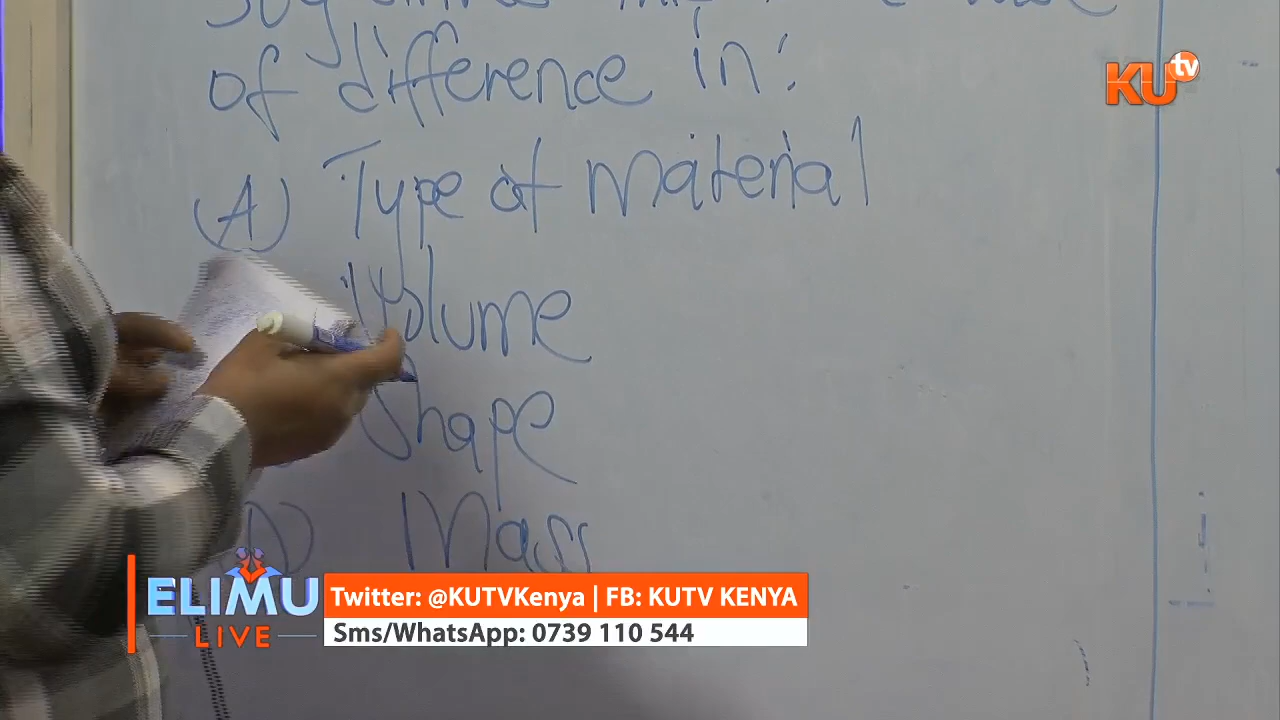 of difference in:
(A) Type of material
Volume
Shape
D) Mass
KU tv
ELIMU
LIVE
Twitter: @KUTVKenya | FB: KUTV KENYA
Sms/WhatsApp: 0739 110 544